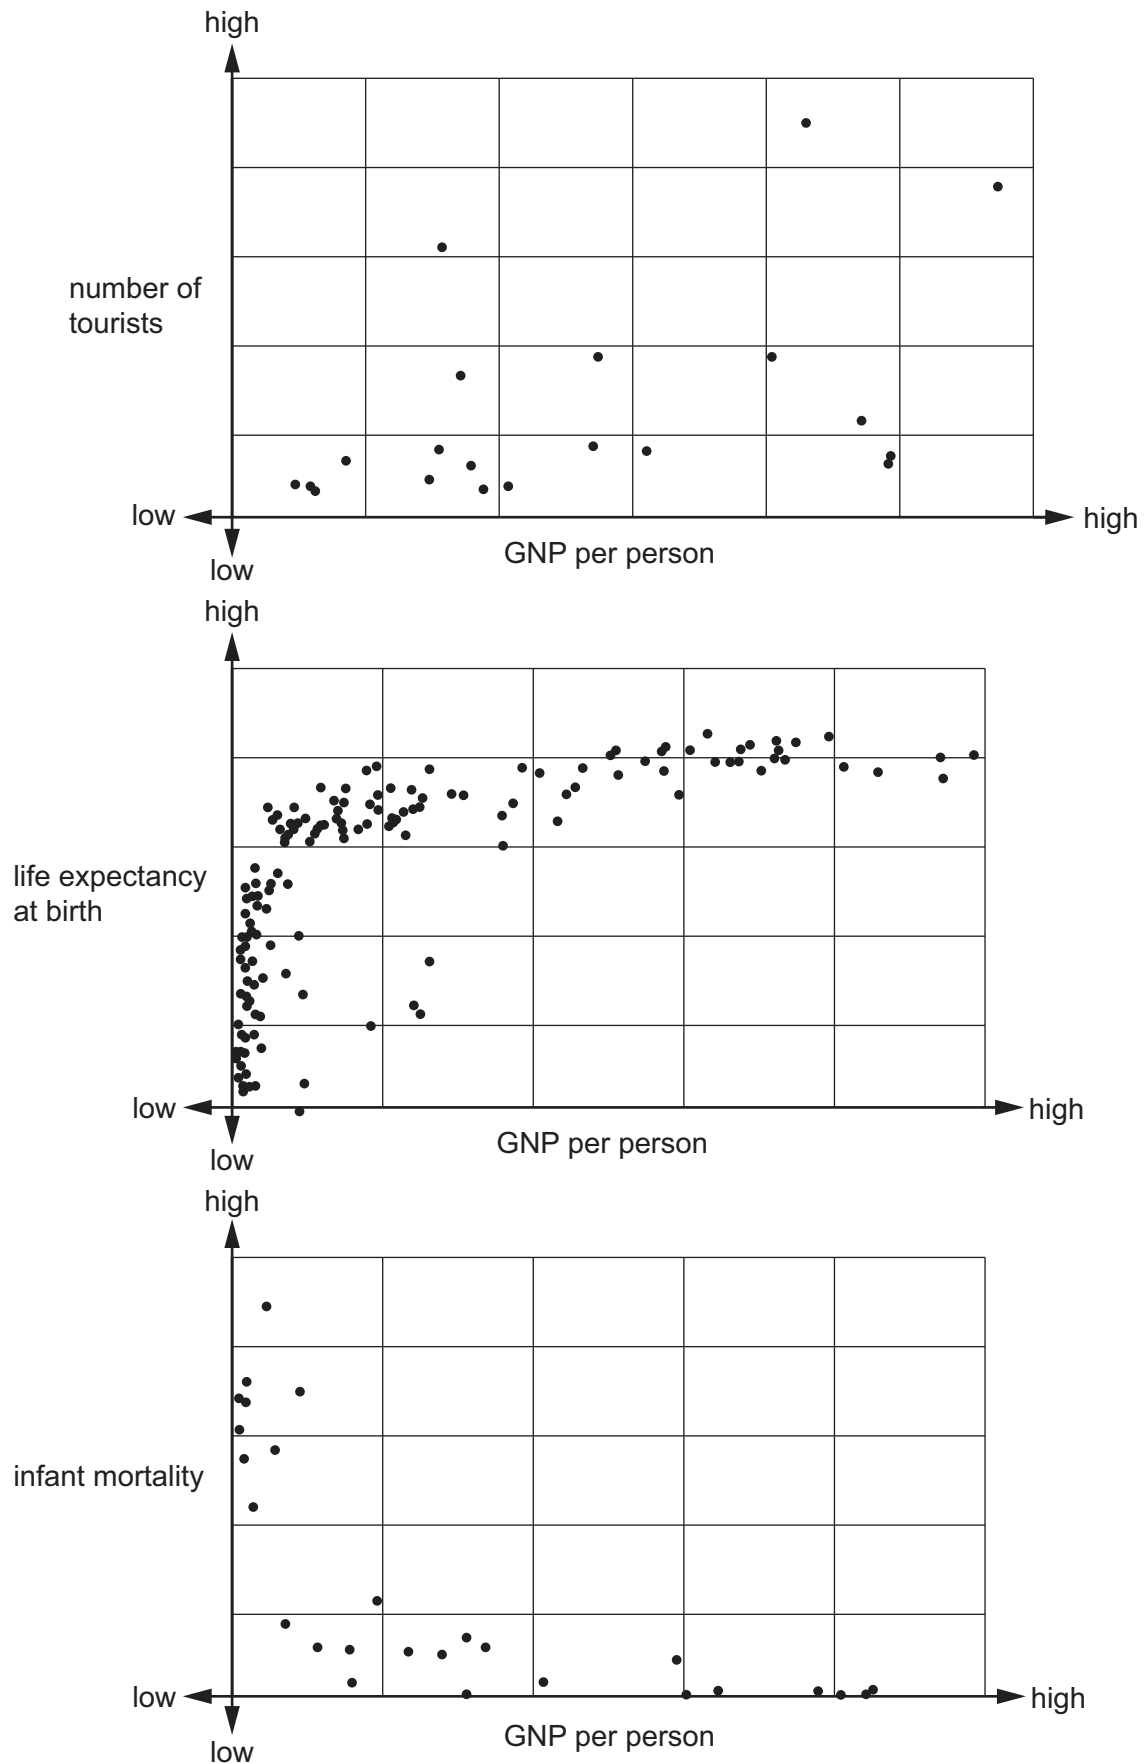 high
number of
tourists
low
high
GNP per person
low
high
life expectancy
at birth
low
high
GNP per person
low
high
infant mortality
low
high
GNP per person
low